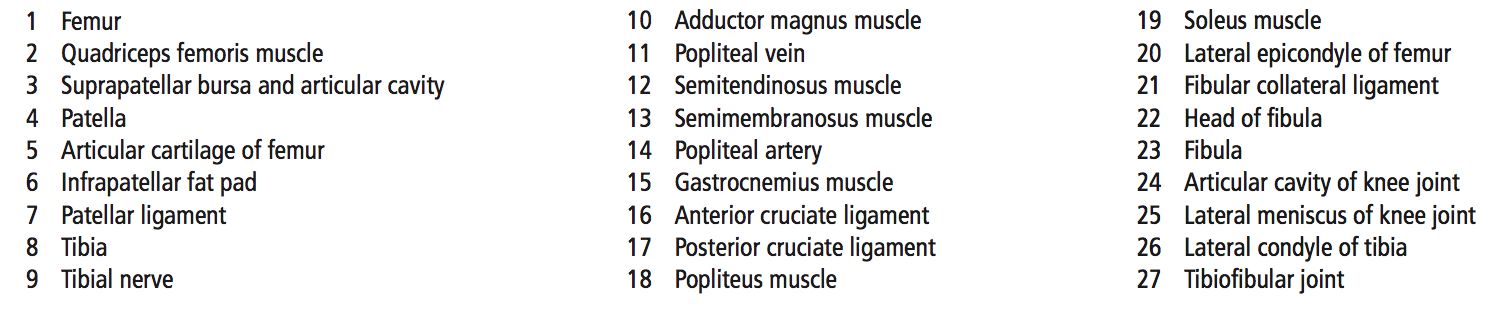 1 Femur
2 Quadriceps femoris muscle
3 Suprapatellar bursa and articular cavity
4 Patella
5 Articular cartilage of femur
6 Infrapatellar fat pad
7 Patellar ligament
8 Tibia
9 Tibial nerve
10 Adductor magnus muscle
11 Popliteal vein
12 Semitendinosus muscle
13 Semimembranosus muscle
14 Popliteal artery
15 Gastrocnemius muscle
16 Anterior cruciate ligament
17 Posterior cruciate ligament
18 Popliteus muscle
19 Soleus muscle
20 Lateral epicondyle of femur
21 Fibular collateral ligament
22 Head of fibula
23 Fibula
24 Articular cavity of knee joint
25 Lateral meniscus of knee joint
26 Lateral condyle of tibia
27 Tibiofibular joint